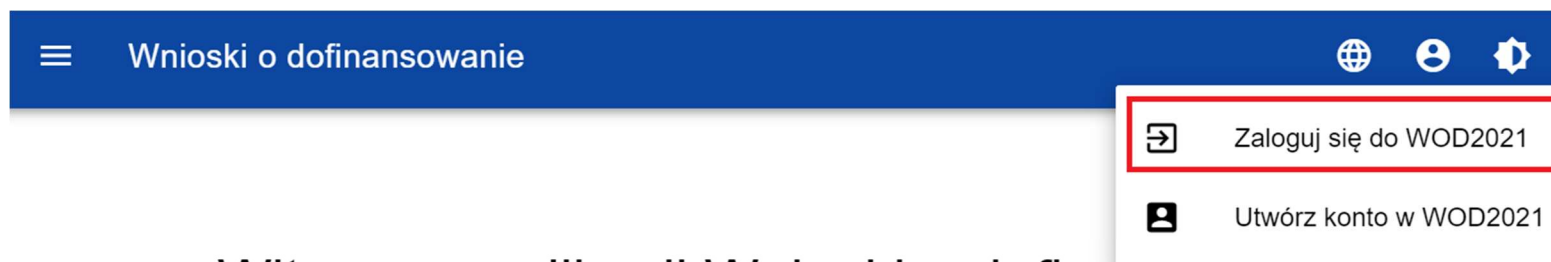 Wnioski o dofinansowanie
Zaloguj się do WOD2021
Utwórz konto w WOD2021